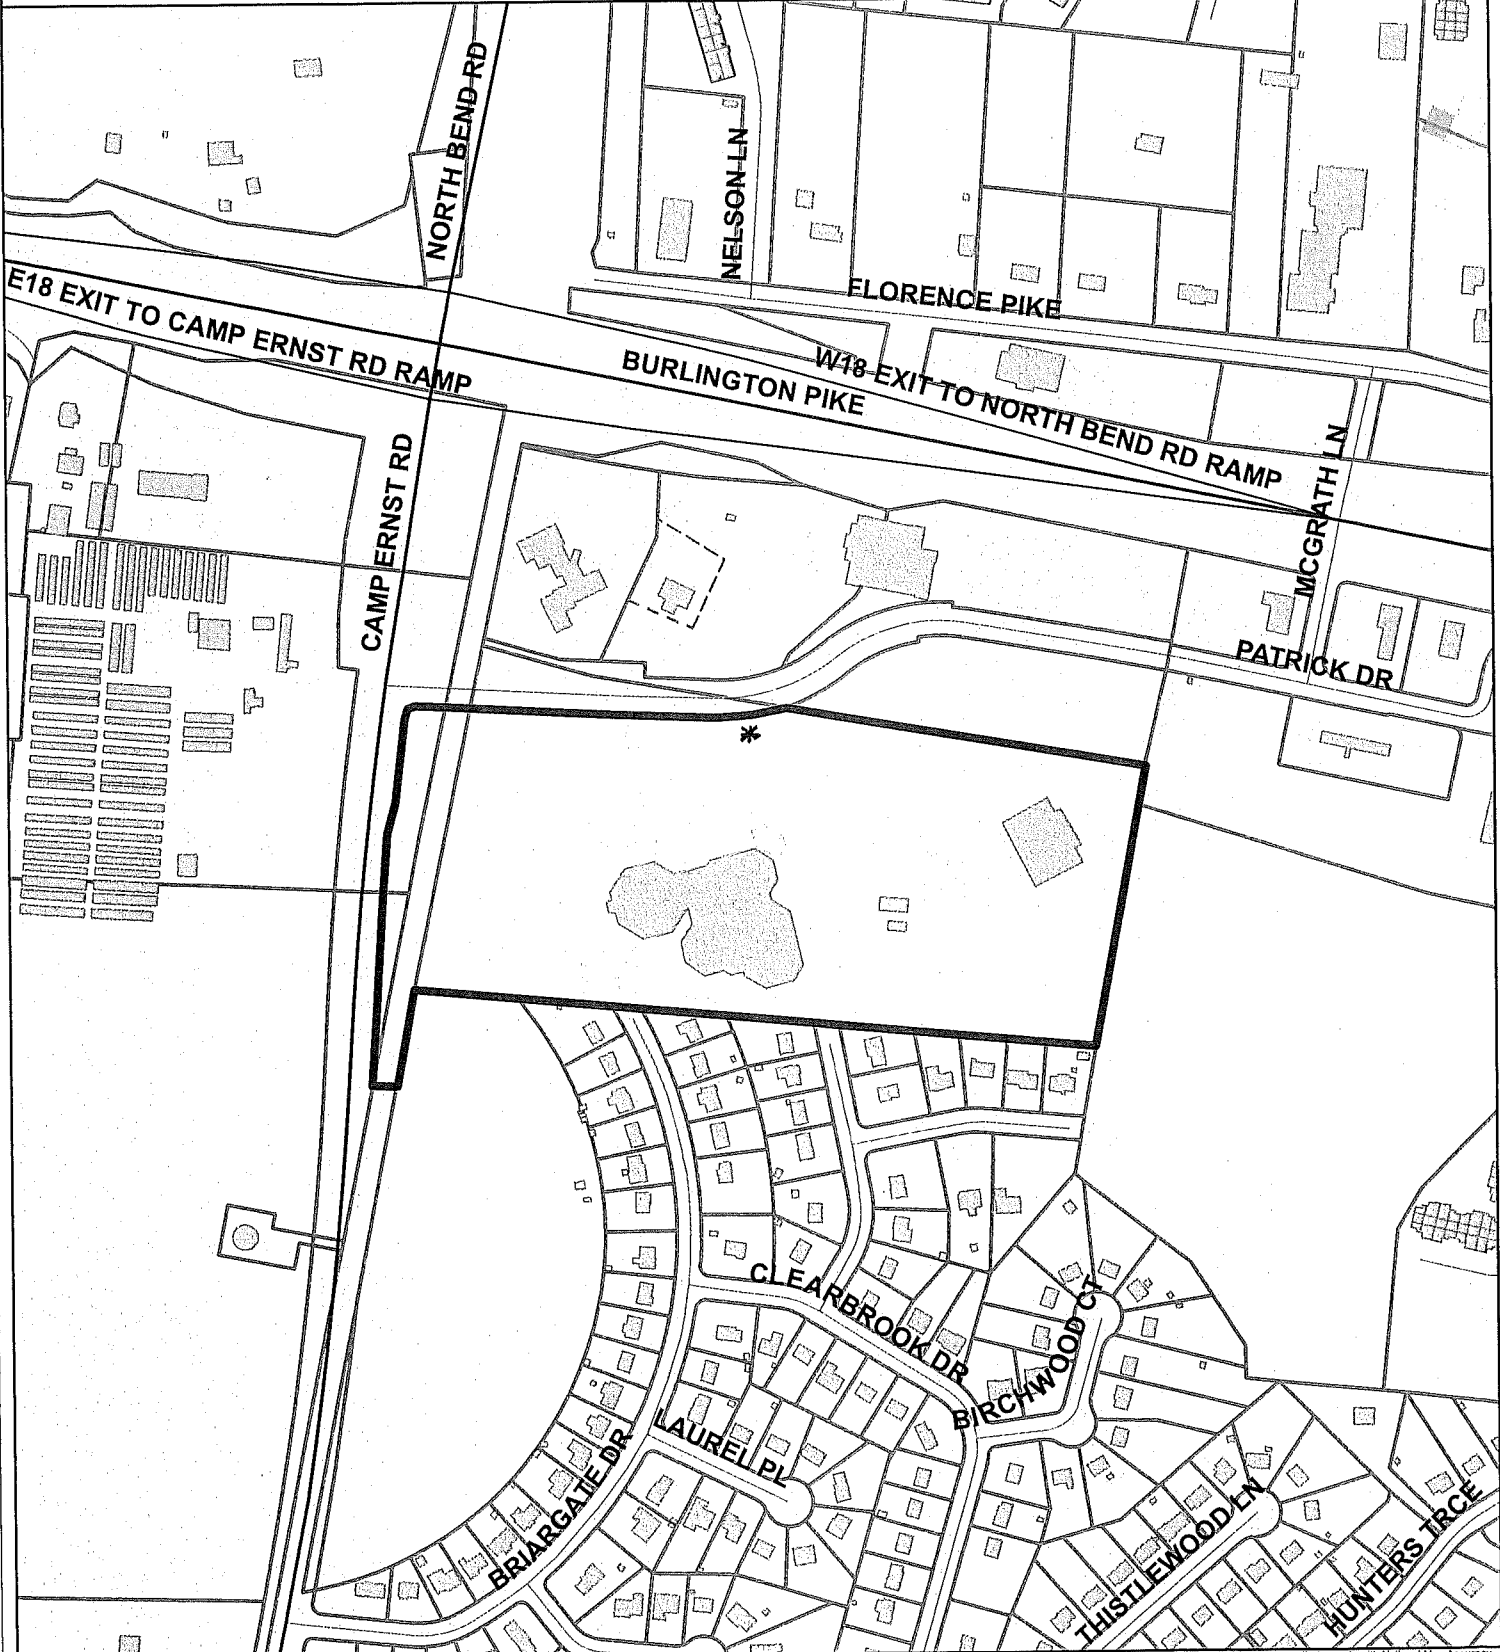 NORTH BEND RD
NELSON LN
E18 EXIT TO CAMP ERNST RD RAMP
FLORENCE PIKE
BURLINGTON PIKE
W18 EXIT TO NORTH BEND RD RAMP
CAMP ERNST RD
MCGRATH LN
PATRICK DR
*
CLEARBROOK DR
BIRCHWOOD CT
LAUREL PL
BRIARGATE DR
THISTLEWOOD LN
HUNTERS TRCE